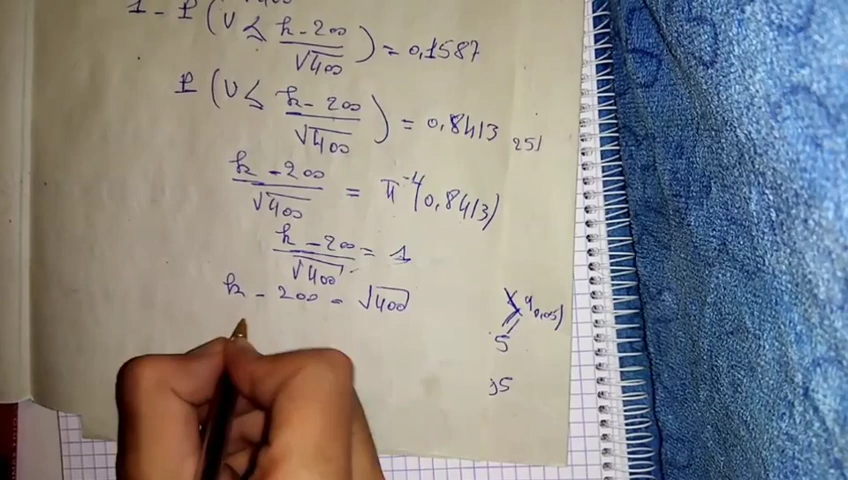 1 - P(U ≤ k - 200 / √400) = 0,1587
P(U ≤ k - 200 / √400) = 0,8413
251
k - 200 / √400 = π⁻¹(0,8413)
k - 200 / √400 = 1
k - 200 = √400
5